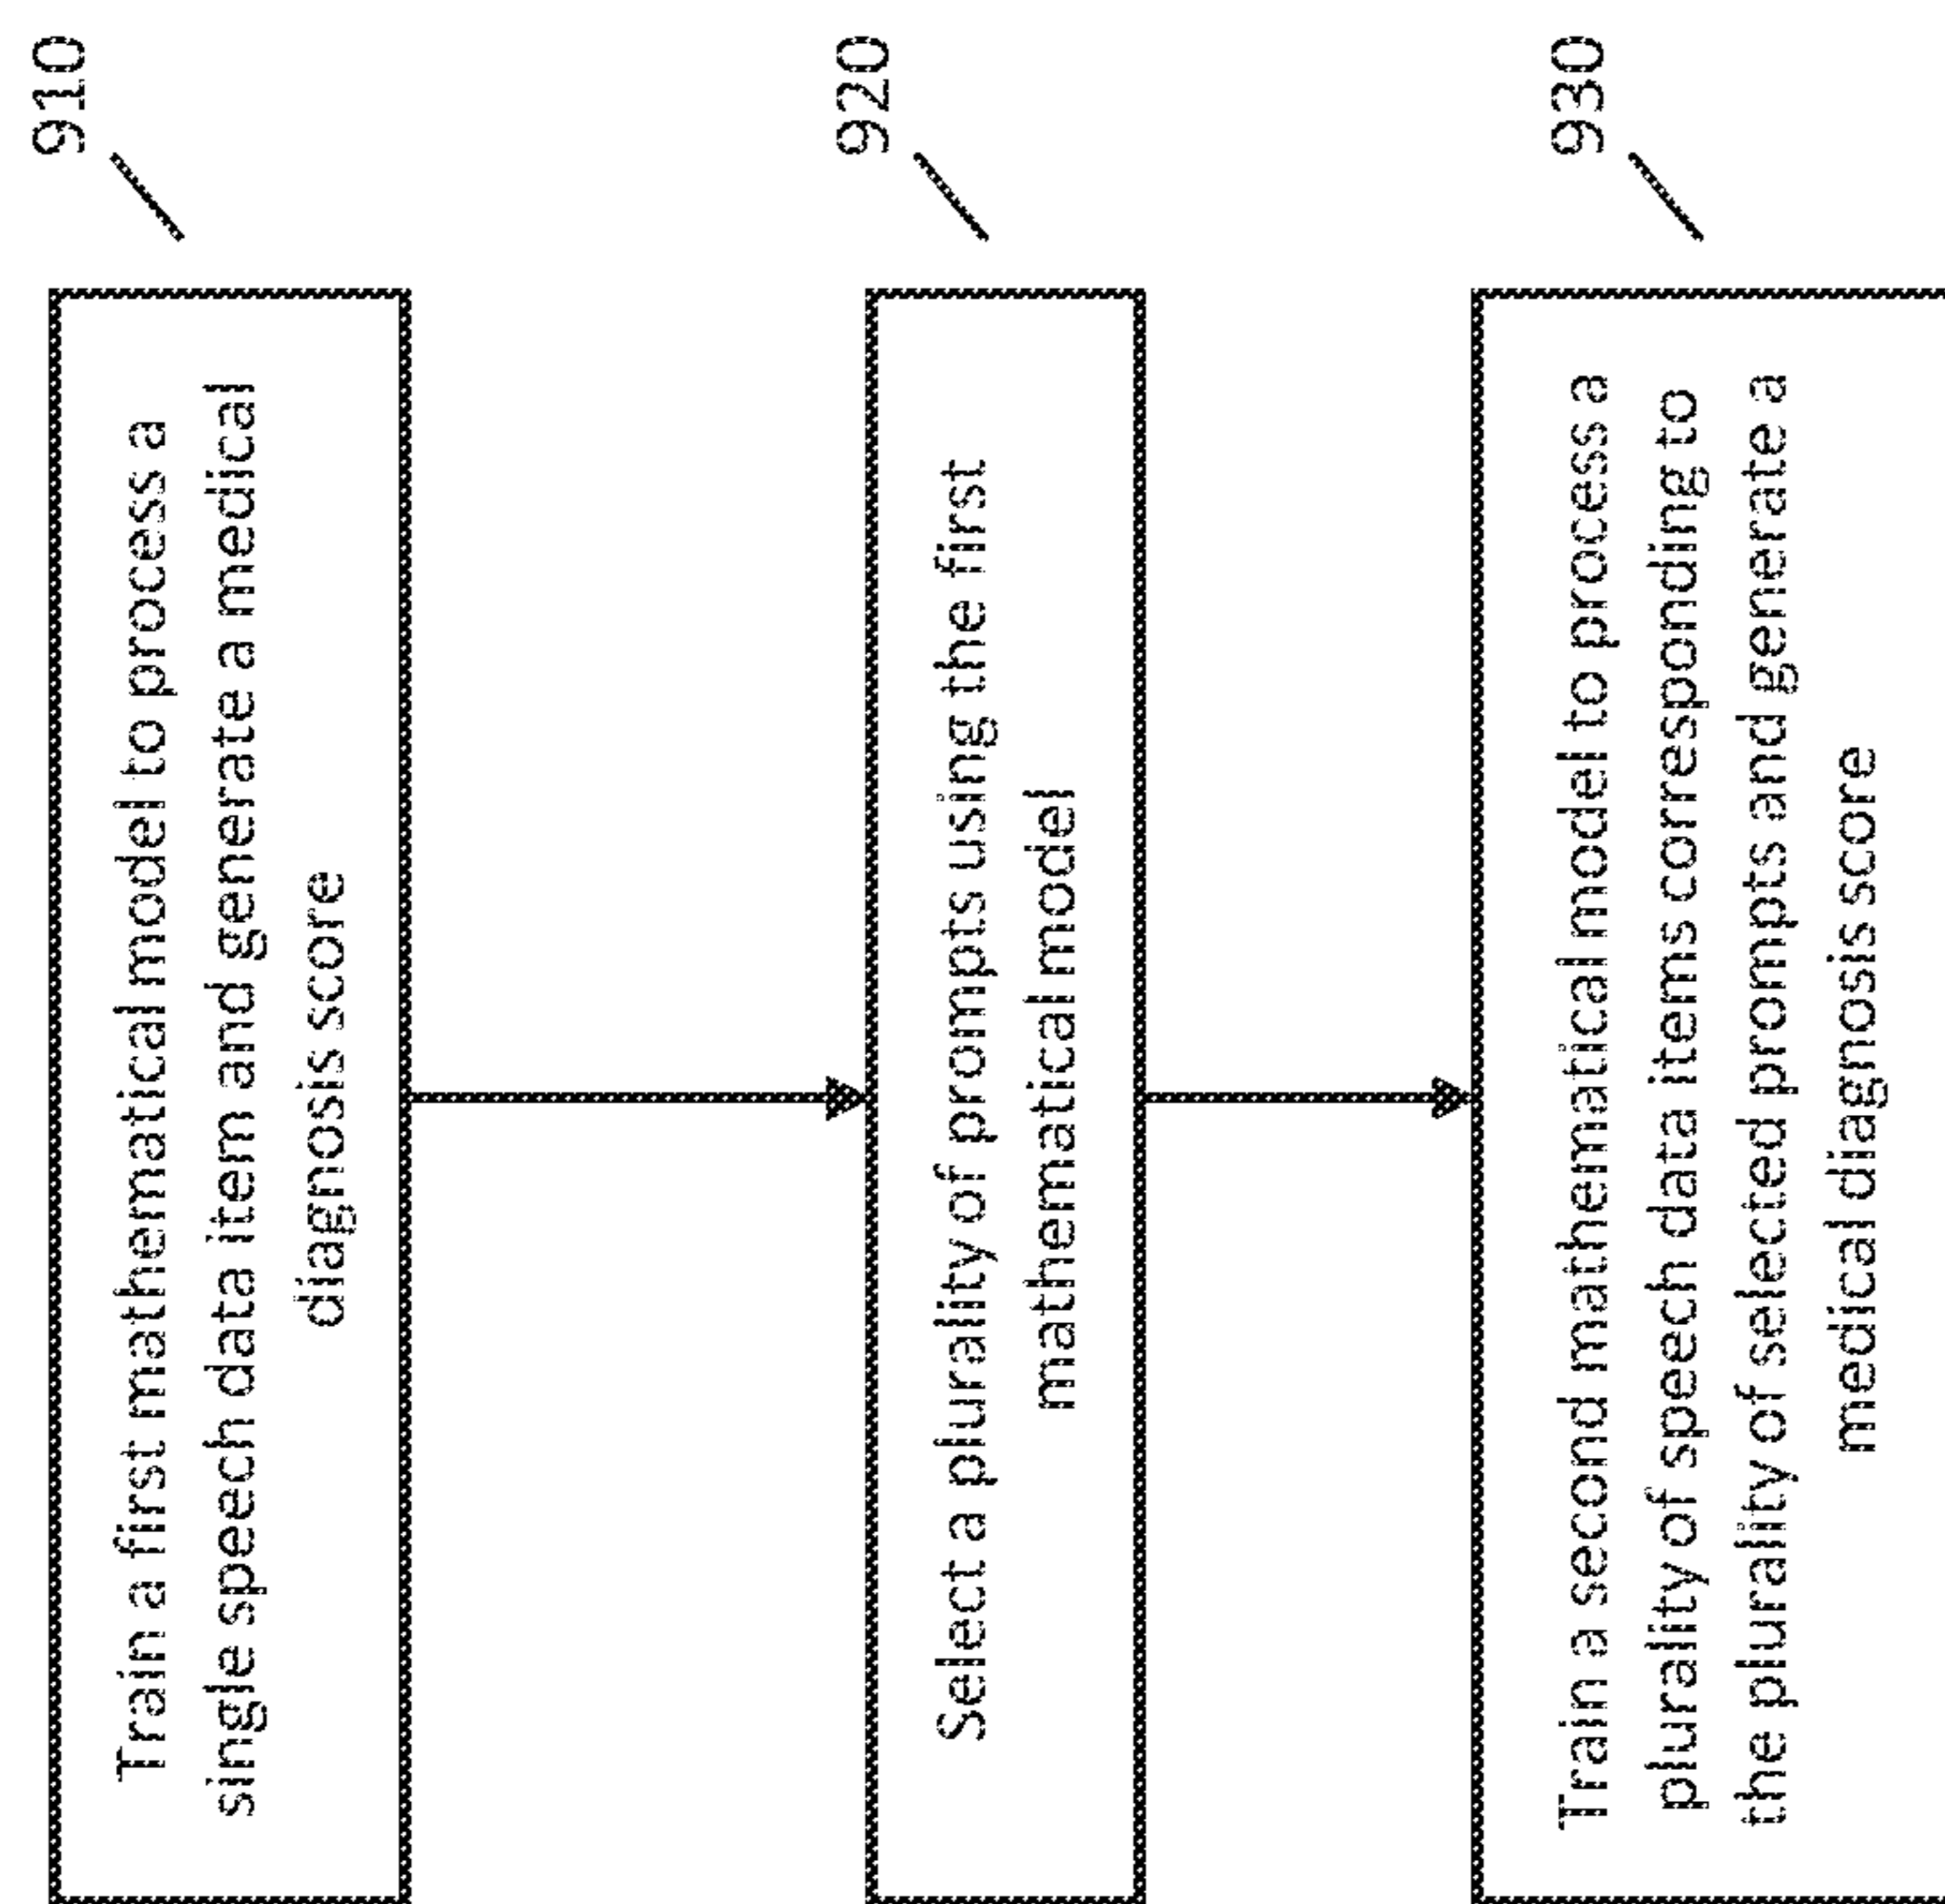 910
Train a first mathematical model to process a
single speech data item and generate a medical
diagnosis score
920
Select a plurality of prompts using the first
mathematical model
930
Train a second mathematical model to process a
plurality of speech data items corresponding to
the plurality of selected prompts and generate a
medical diagnosis score